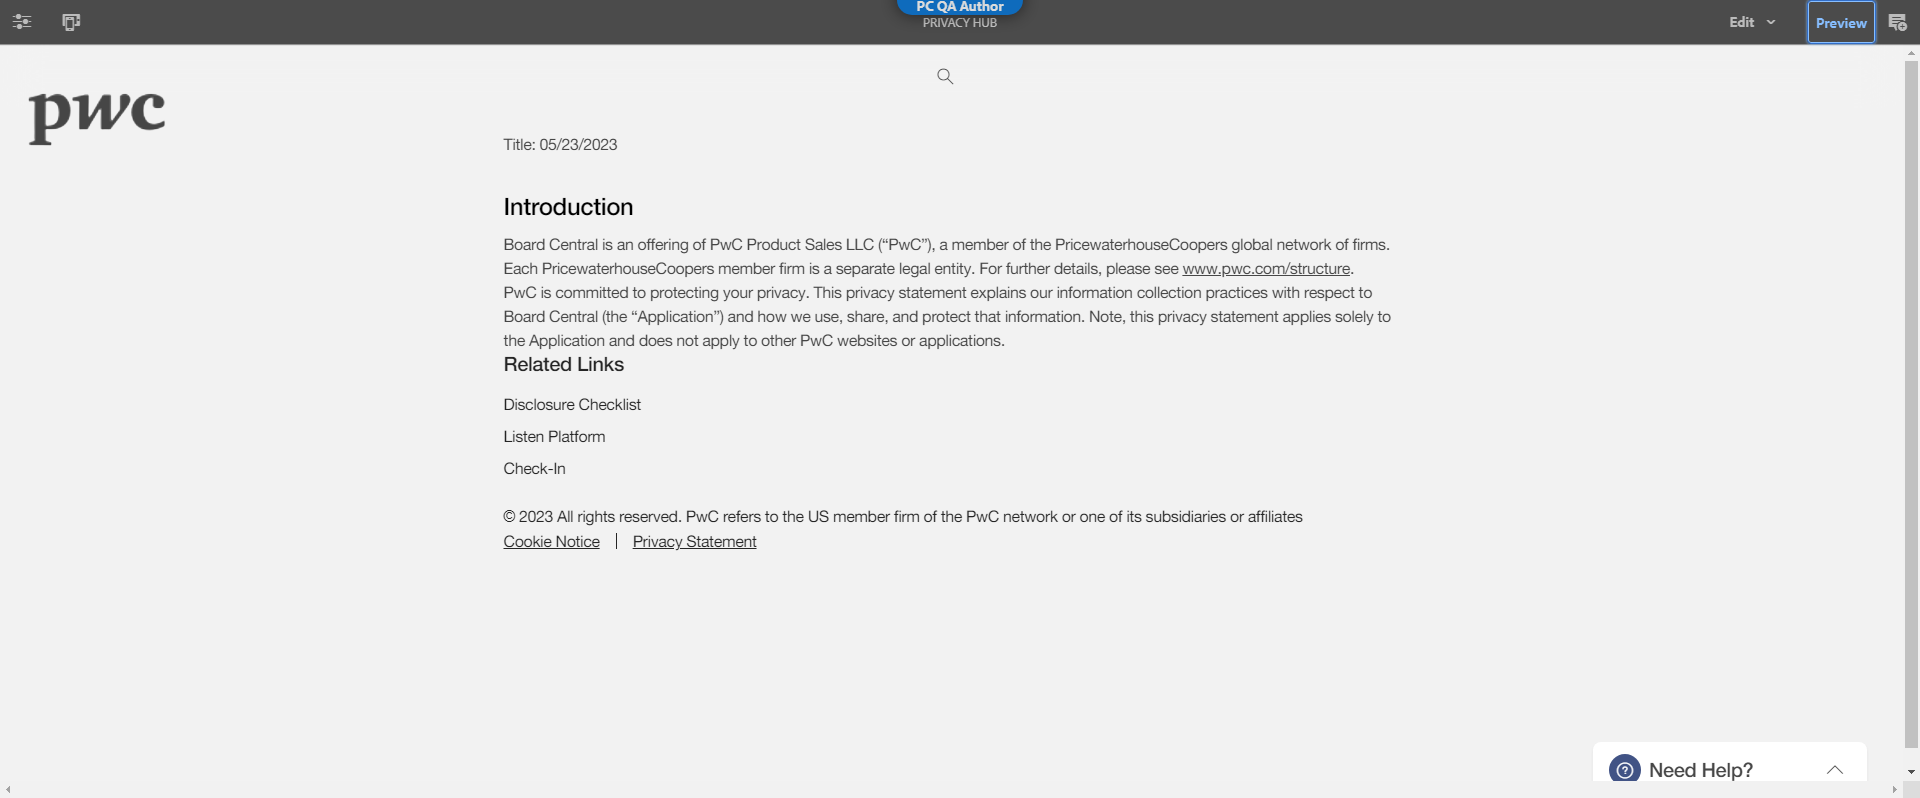 PC QA Author
PRIVACY HUB
Edit
Preview
pwc
Title: 05/23/2023
Introduction
Board Central is an offering of PwC Product Sales LLC (“PwC”), a member of the PricewaterhouseCoopers global network of firms.
Each PricewaterhouseCoopers member firm is a separate legal entity. For further details, please see www.pwc.com/structure.
PwC is committed to protecting your privacy. This privacy statement explains our information collection practices with respect to
Board Central (the “Application”) and how we use, share, and protect that information. Note, this privacy statement applies solely to
the Application and does not apply to other PwC websites or applications.
Related Links
Disclosure Checklist
Listen Platform
Check-In
© 2023 All rights reserved. PwC refers to the US member firm of the PwC network or one of its subsidiaries or affiliates
Cookie Notice | Privacy Statement
Need Help?